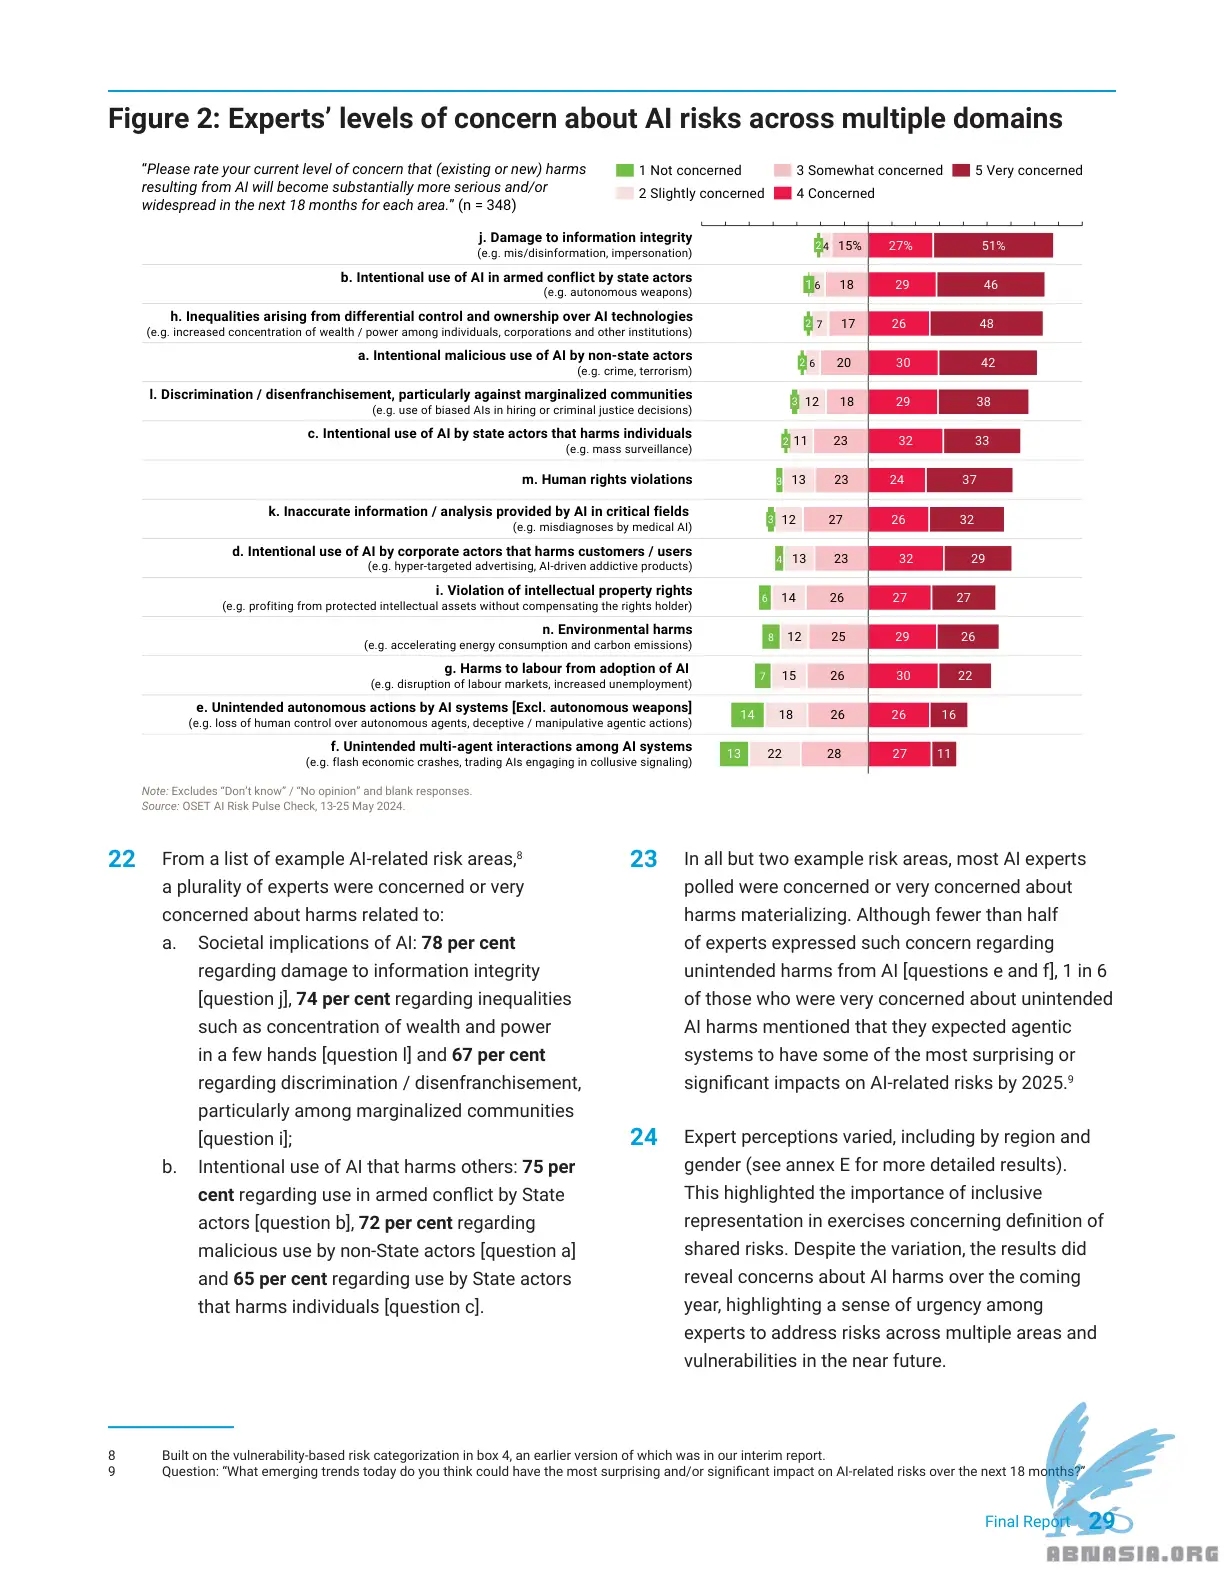 Figure 2: Experts’ levels of concern about AI risks across multiple domains
“Please rate your current level of concern that (existing or new) harms
resulting from AI will become substantially more serious and/or
widespread in the next 18 months for each area.” (n = 348)
1 Not concerned
3 Somewhat concerned
5 Very concerned
2 Slightly concerned
4 Concerned
j. Damage to information integrity
(e.g. mis/disinformation, impersonation)
2 4 15% 27% 51%
b. Intentional use of AI in armed conflict by state actors
(e.g. autonomous weapons)
1 6 18 29 46
h. Inequalities arising from differential control and ownership over AI technologies
(e.g. increased concentration of wealth / power among individuals, corporations and other institutions)
2 7 17 26 48
a. Intentional malicious use of AI by non-state actors
(e.g. crime, terrorism)
2 6 20 30 42
l. Discrimination / disenfranchisement, particularly against marginalized communities
(e.g. use of biased AIs in hiring or criminal justice decisions)
3 12 18 29 38
c. Intentional use of AI by state actors that harms individuals
(e.g. mass surveillance)
2 11 23 32 33
m. Human rights violations
3 13 23 24 37
k. Inaccurate information / analysis provided by AI in critical fields
(e.g. misdiagnoses by medical AI)
3 12 27 26 32
d. Intentional use of AI by corporate actors that harms customers / users
(e.g. hyper-targeted advertising, AI-driven addictive products)
4 13 23 32 29
i. Violation of intellectual property rights
(e.g. profiting from protected intellectual assets without compensating the rights holder)
6 14 26 27 27
n. Environmental harms
(e.g. accelerating energy consumption and carbon emissions)
8 12 25 29 26
g. Harms to labour from adoption of AI
(e.g. disruption of labour markets, increased unemployment)
7 15 26 30 22
e. Unintended autonomous actions by AI systems [Excl. autonomous weapons]
(e.g. loss of human control over autonomous agents, deceptive / manipulative agentic actions)
14 18 26 26 16
f. Unintended multi-agent interactions among AI systems
(e.g. flash economic crashes, trading AIs engaging in collusive signaling)
13 22 28 27 11
Note: Excludes “Don’t know” / “No opinion” and blank responses.
Source: OSET AI Risk Pulse Check, 13-25 May 2024.
22 From a list of example AI-related risk areas,8
a plurality of experts were concerned or very
concerned about harms related to:
a. Societal implications of AI: 78 per cent
regarding damage to information integrity
[question j], 74 per cent regarding inequalities
such as concentration of wealth and power
in a few hands [question l] and 67 per cent
regarding discrimination / disenfranchisement,
particularly among marginalized communities
[question i];
b. Intentional use of AI that harms others: 75 per
cent regarding use in armed conflict by State
actors [question b], 72 per cent regarding
malicious use by non-State actors [question a]
and 65 per cent regarding use by State actors
that harms individuals [question c].
23 In all but two example risk areas, most AI experts
polled were concerned or very concerned about
harms materializing. Although fewer than half
of experts expressed such concern regarding
unintended harms from AI [questions e and f], 1 in 6
of those who were very concerned about unintended
AI harms mentioned that they expected agentic
systems to have some of the most surprising or
significant impacts on AI-related risks by 2025.9
24 Expert perceptions varied, including by region and
gender (see annex E for more detailed results).
This highlighted the importance of inclusive
representation in exercises concerning definition of
shared risks. Despite the variation, the results did
reveal concerns about AI harms over the coming
year, highlighting a sense of urgency among
experts to address risks across multiple areas and
vulnerabilities in the near future.
8 Built on the vulnerability-based risk categorization in box 4, an earlier version of which was in our interim report.
9 Question: “What emerging trends today do you think could have the most surprising and/or significant impact on AI-related risks over the next 18 months?”
Final Report 29
ABNASIA.ORG